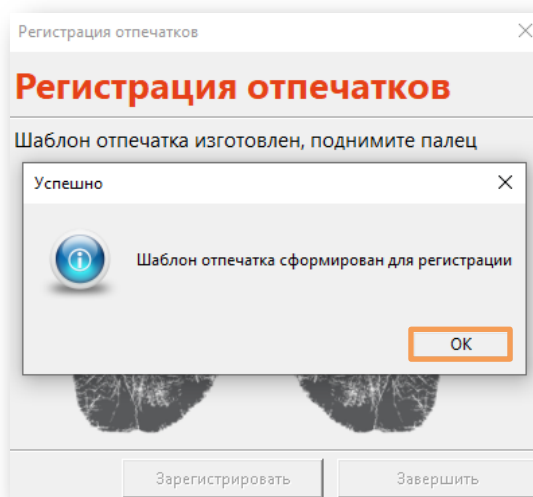 Регистрация отпечатков
Регистрация отпечатков
Шаблон отпечатка изготовлен, поднимите палец
Успешно
Шаблон отпечатка сформирован для регистрации
OK
Зарегистрировать
Завершить